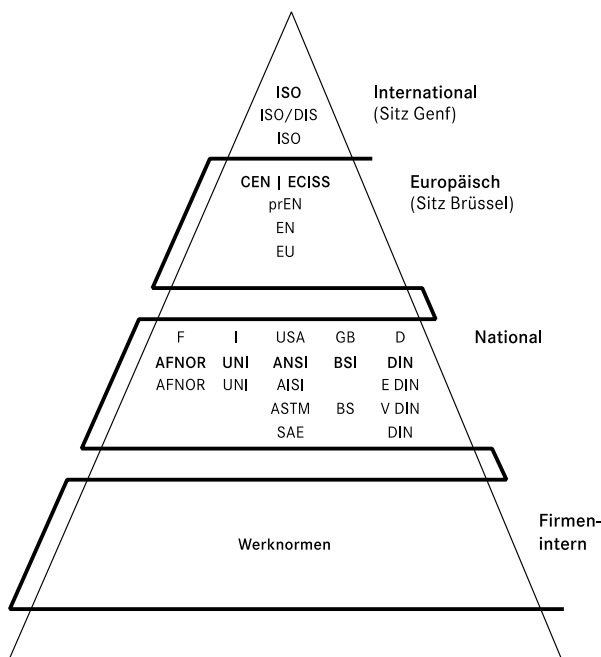 ISO
ISO/DIS
ISO
International
(Sitz Genf)
CEN | ECISS
prEN
EN
EU
Europäisch
(Sitz Brüssel)
F I USA GB D
AFNOR UNI ANSI BSI DIN
AFNOR UNI AISI E DIN
ASTM BS V DIN
SAE DIN
National
Werknormen
Firmen-
intern